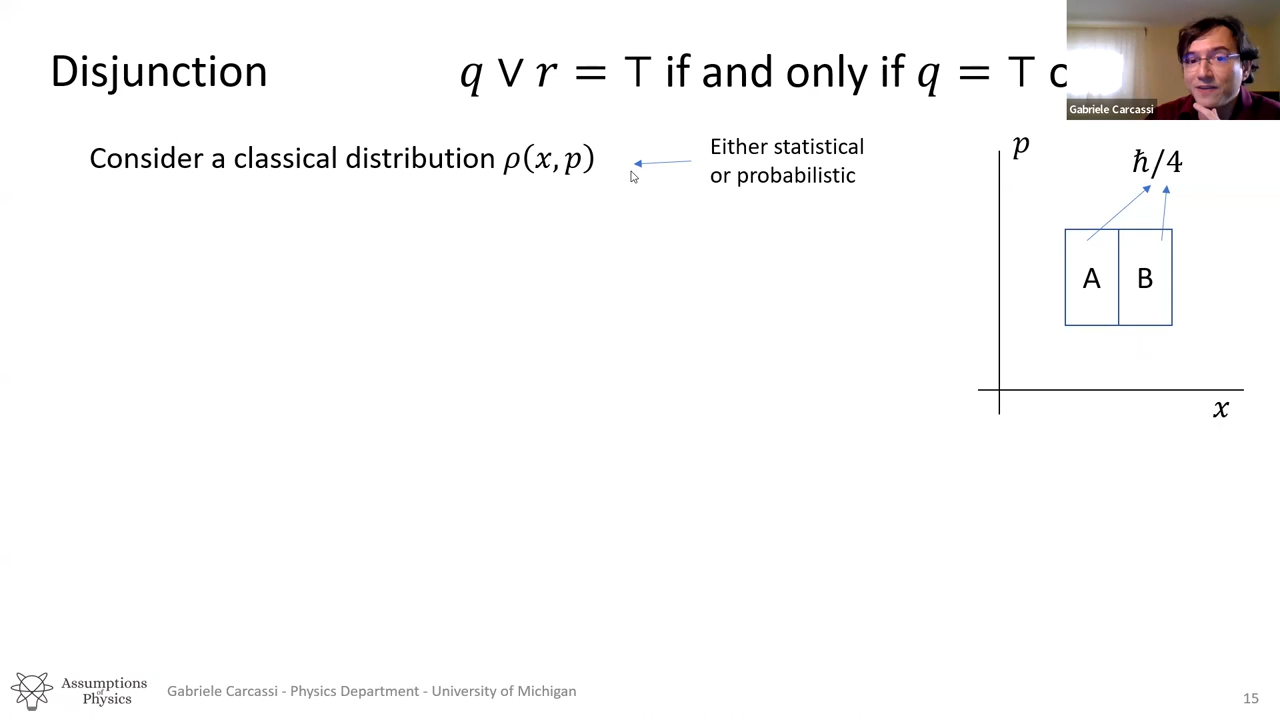 Disjunction
q ∨ r = ⊤ if and only if q = ⊤
Gabriele Carcassi
Consider a classical distribution ρ(x, p)
Either statistical
or probabilistic
p
ħ/4
A B
x
Assumptions
of
Physics
Gabriele Carcassi - Physics Department - University of Michigan
15